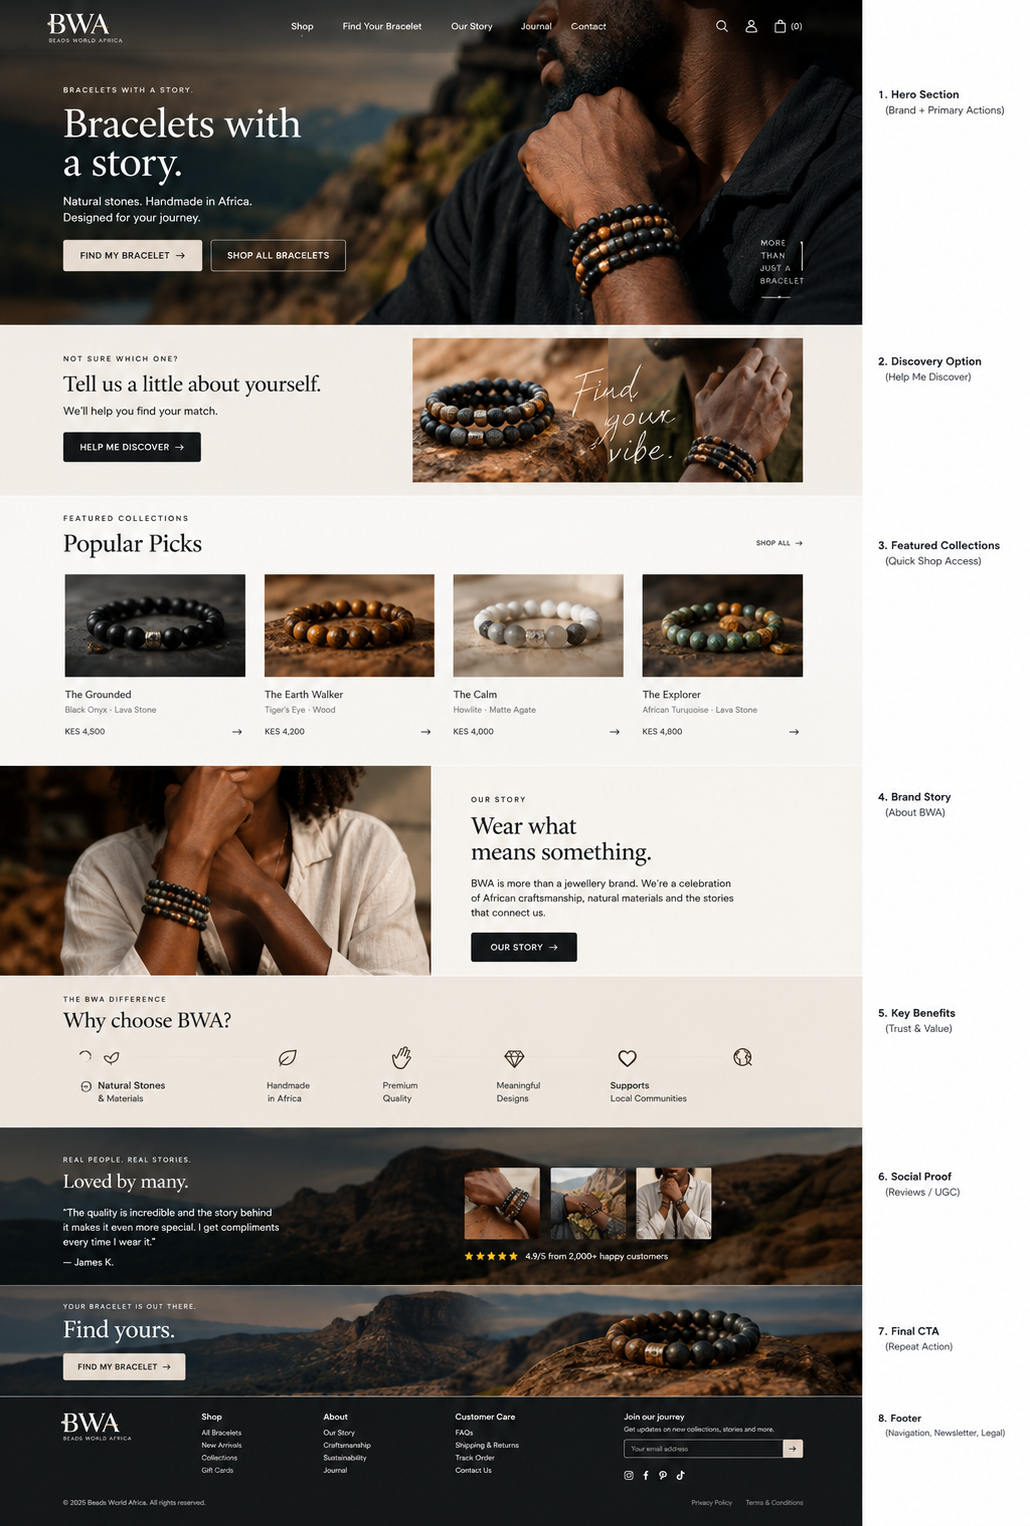 BWA
BEADS WORLD AFRICA
Shop
Find Your Bracelet
Our Story
Journal
Contact
(0)
BRACELETS WITH A STORY.
Bracelets with
a story.
Natural stones. Handmade in Africa.
Designed for your journey.
FIND MY BRACELET →
SHOP ALL BRACELETS
MORE
THAN
JUST A
BRACELET
1. Hero Section
(Brand + Primary Actions)
NOT SURE WHICH ONE?
Tell us a little about yourself.
We'll help you find your match.
HELP ME DISCOVER →
Find
your
vibe.
2. Discovery Option
(Help Me Discover)
FEATURED COLLECTIONS
Popular Picks
SHOP ALL →
The Grounded
Black Onyx · Lava Stone
KES 4,500 →
The Earth Walker
Tiger's Eye · Wood
KES 4,200 →
The Calm
Howlite · Matte Agate
KES 4,000 →
The Explorer
African Turquoise · Lava Stone
KES 4,800 →
3. Featured Collections
(Quick Shop Access)
OUR STORY
Wear what
means something.
BWA is more than a jewellery brand. We're a celebration
of African craftsmanship, natural materials and the stories
that connect us.
OUR STORY →
4. Brand Story
(About BWA)
THE BWA DIFFERENCE
Why choose BWA?
Natural Stones
& Materials
Handmade
in Africa
Premium
Quality
Meaningful
Designs
Supports
Local Communities
5. Key Benefits
(Trust & Value)
REAL PEOPLE. REAL STORIES.
Loved by many.
"The quality is incredible and the story behind
it makes it even more special. I get compliments
every time I wear it."
— James K.
4.9/5 from 2,000+ happy customers
6. Social Proof
(Reviews / UGC)
YOUR BRACELET IS OUT THERE.
Find yours.
FIND MY BRACELET →
7. Final CTA
(Repeat Action)
BWA
BEADS WORLD AFRICA
Shop
All Bracelets
New Arrivals
Collections
Gift Cards
About
Our Story
Craftsmanship
Sustainability
Journal
Customer Care
FAQs
Shipping & Returns
Track Order
Contact Us
Join our journey
Get updates on new collections, stories and more.
Your email address
→
8. Footer
(Navigation, Newsletter, Legal)
© 2025 Beads World Africa. All rights reserved.
Privacy Policy
Terms & Conditions